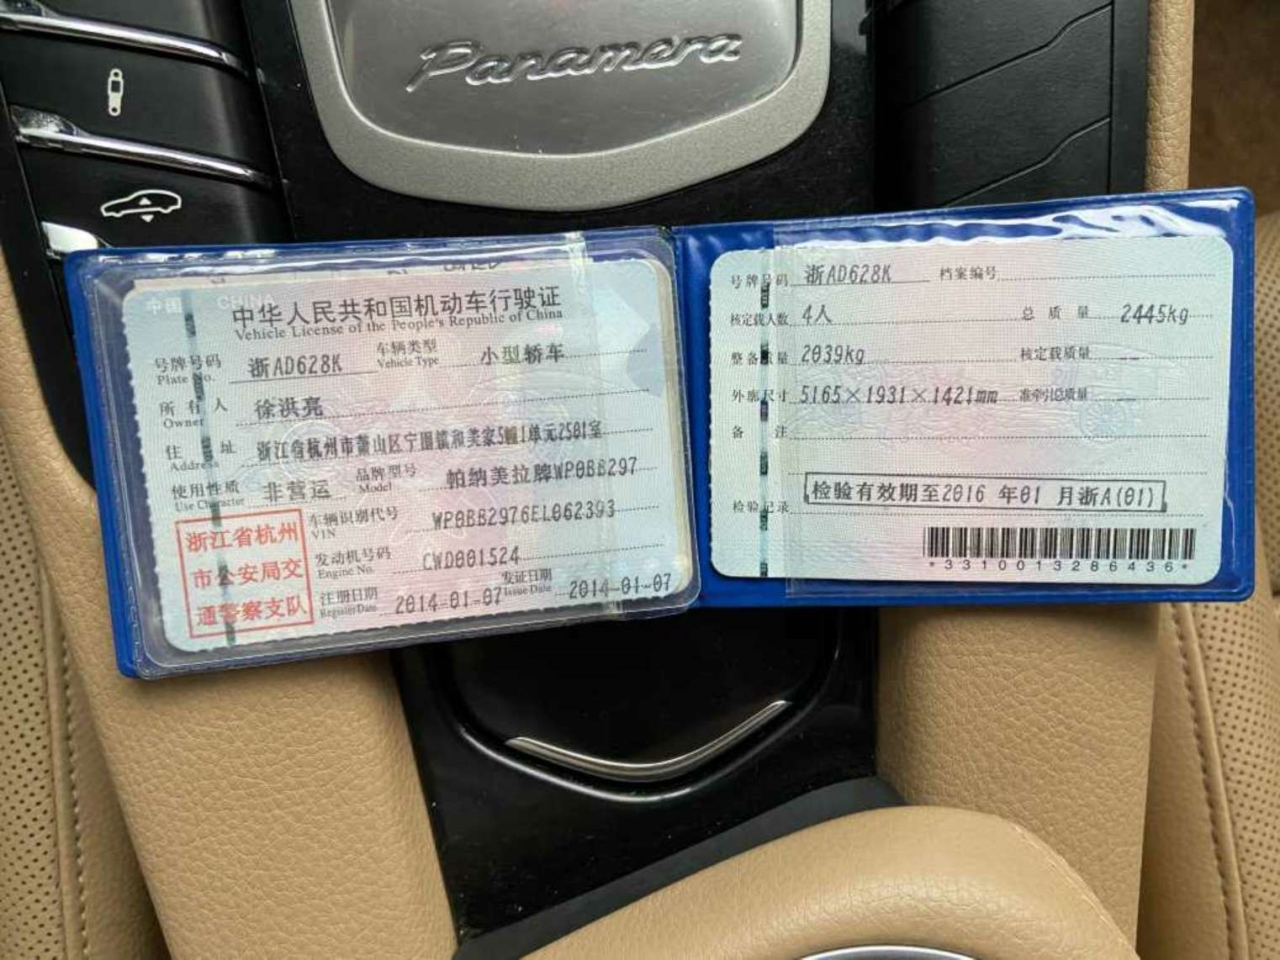 Panamera
中国 CHINA
中华人民共和国机动车行驶证
Vehicle License of the People's Republic of China
号牌号码 浙AD628K 车辆类型 小型轿车
Plate No. Vehicle Type
所有人 徐洪亮
Owner
住址 浙江省杭州市萧山区宁围镇和美家5幢1单元2501室
Address
使用性质 非营运 品牌型号 帕纳美拉牌WP0BB297
Use Character Model
浙江省杭州
市公安局交
通警察支队
车辆识别代号 WP0BB2976EL062393
VIN
发动机号码 CWD001524
Engine No.
注册日期 2014-01-07 发证日期 2014-01-07
Register Date Issue Date
号牌号码 浙AD628K 档案编号
核定载人数 4人 总质量 2445kg
整备质量 2039kg 核定载质量 --
外廓尺寸 5165×1931×1421mm 准牵引总质量 --
备注
检验记录 检验有效期至2016 年01 月浙A(01)
*3310013286436*